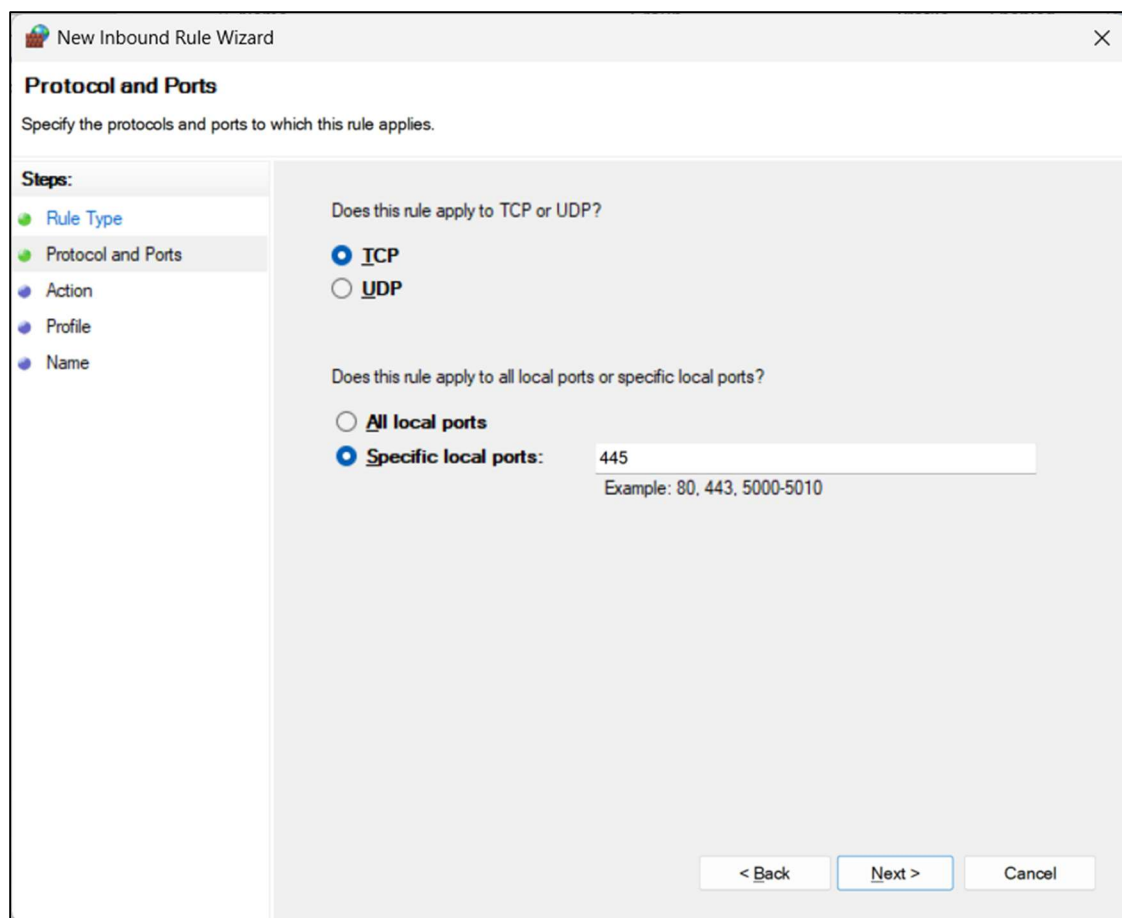 New Inbound Rule Wizard
Protocol and Ports
Specify the protocols and ports to which this rule applies.
Steps:
Rule Type
Protocol and Ports
Action
Profile
Name
Does this rule apply to TCP or UDP?
TCP
UDP
Does this rule apply to all local ports or specific local ports?
All local ports
Specific local ports: 445
Example: 80, 443, 5000-5010
< Back Next > Cancel